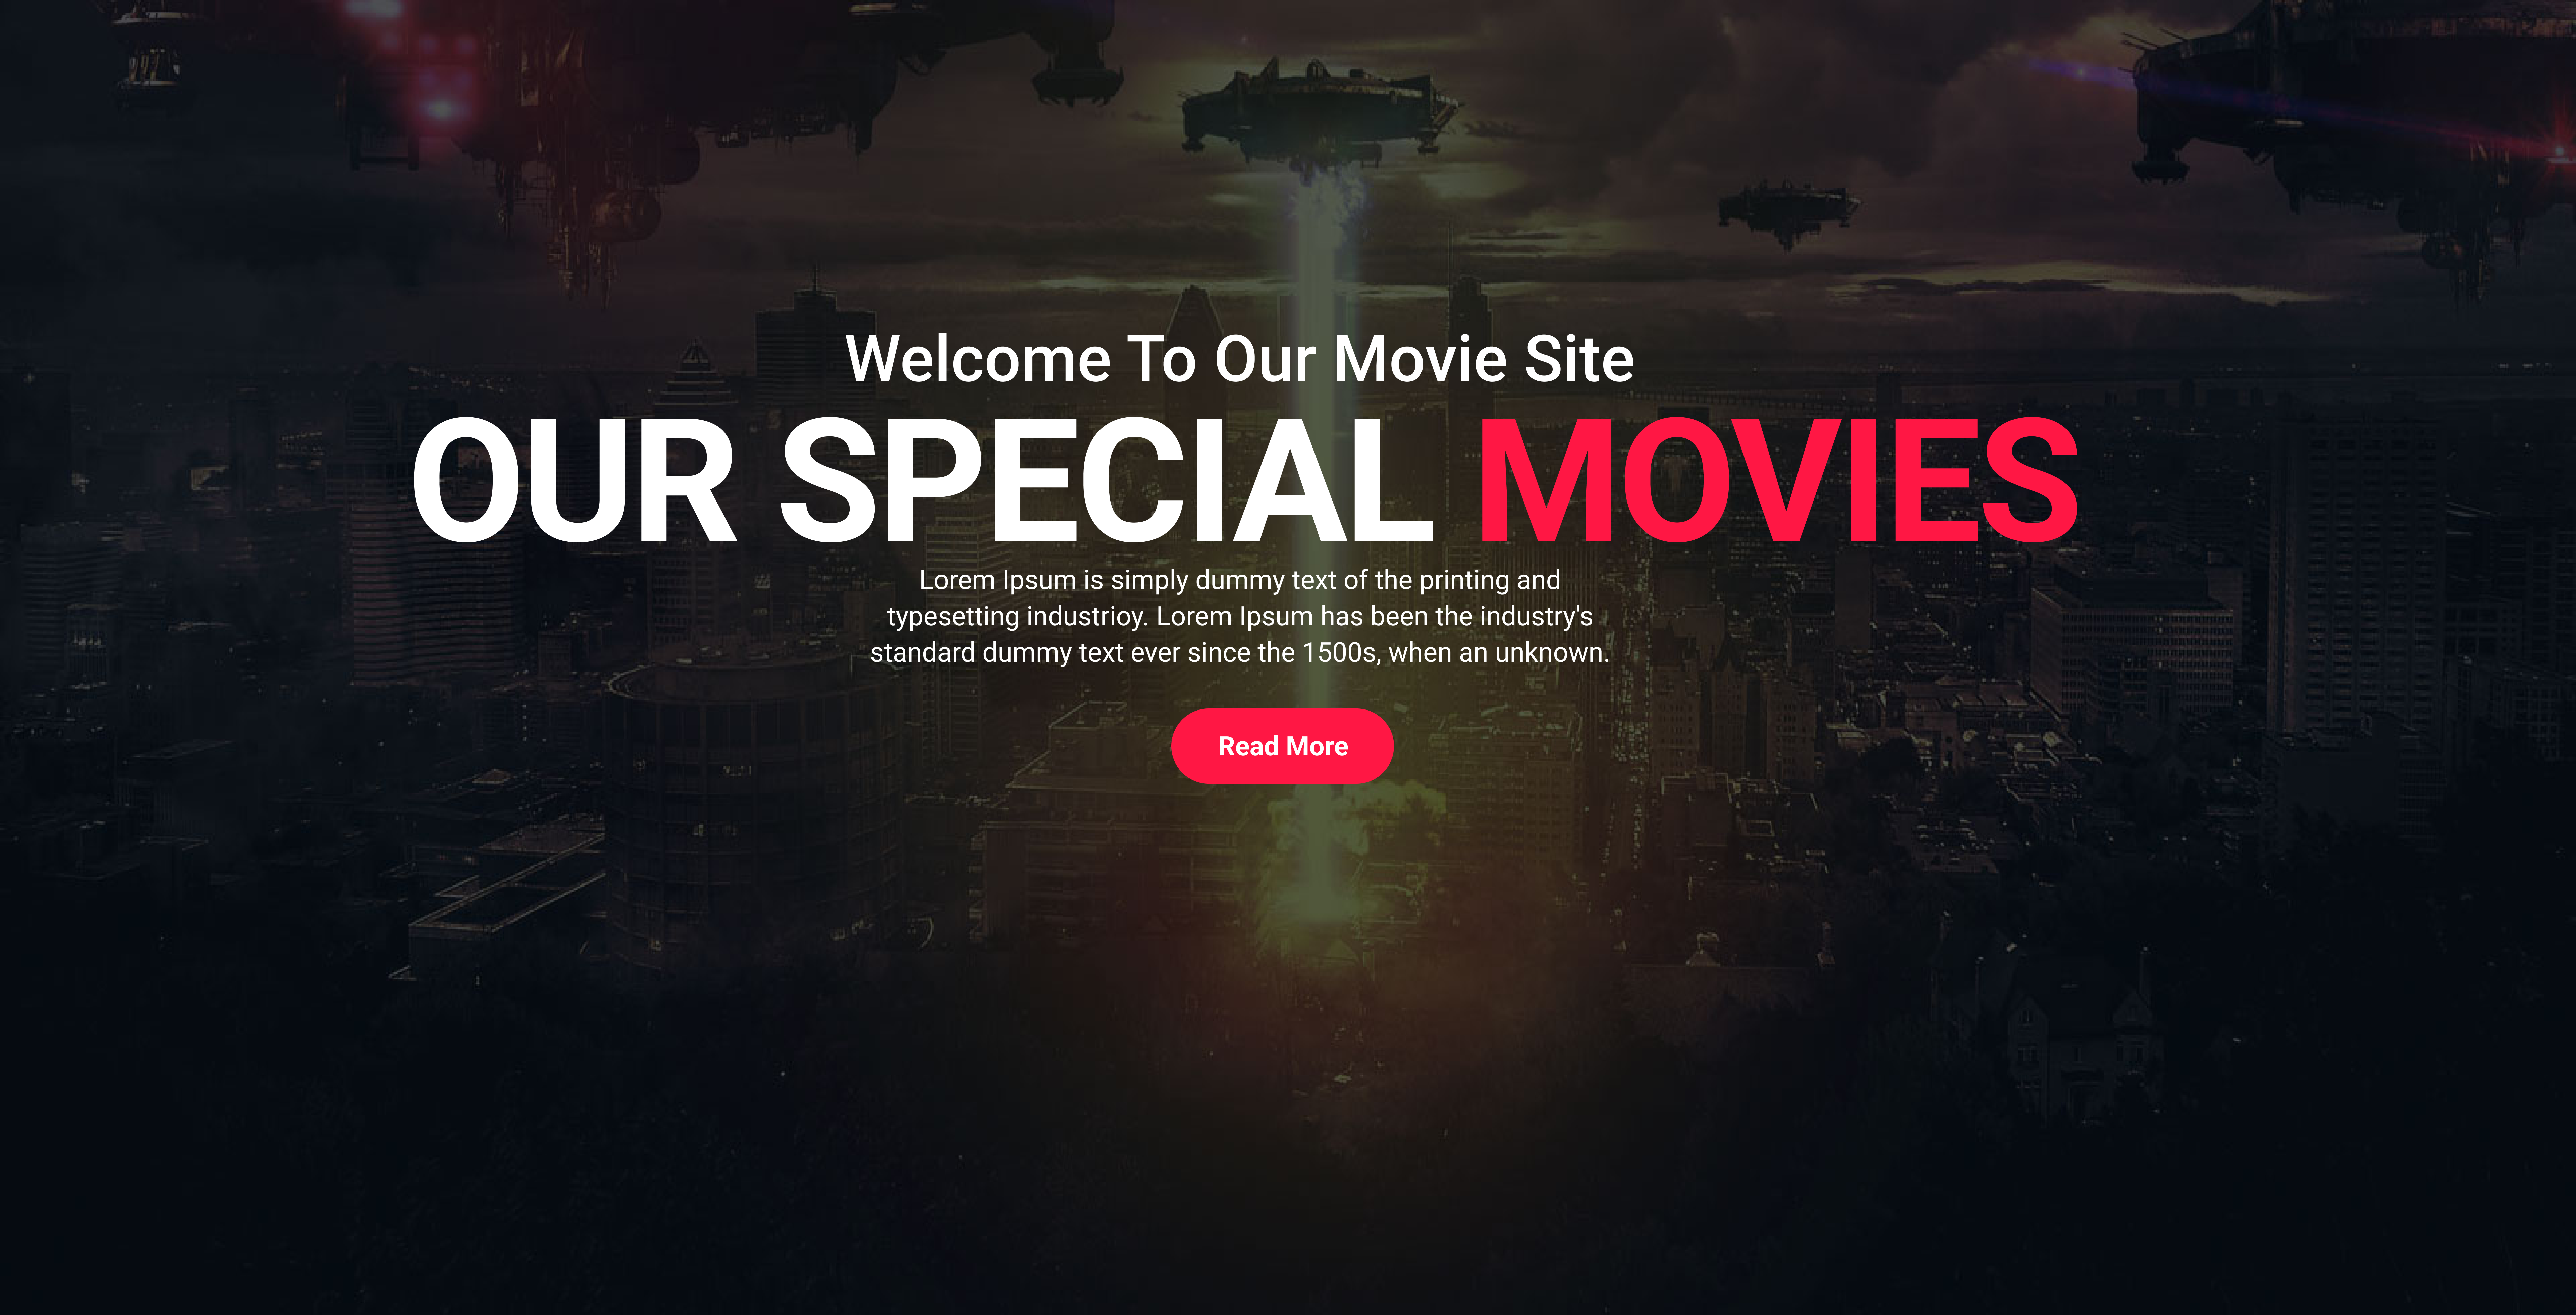 Welcome To Our Movie Site
OUR SPECIAL MOVIES
Lorem Ipsum is simply dummy text of the printing and
typesetting industrioy. Lorem Ipsum has been the industry's
standard dummy text ever since the 1500s, when an unknown.
Read More